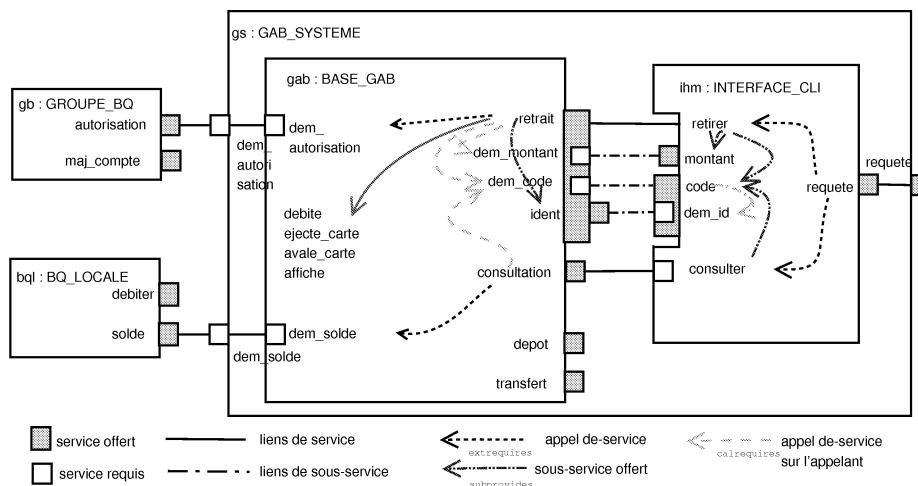 gs : GAB_SYSTEME
gb : GROUPE_BQ
autorisation
maj_compte
bql : BQ_LOCALE
debiter
solde
dem_
autori
sation
dem_solde
gab : BASE_GAB
dem_
autorisation
debite
ejecte_carte
avale_carte
affiche
dem_solde
retrait
dem_montant
dem_code
ident
consultation
depot
transfert
ihm : INTERFACE_CLI
retirer
montant
code
dem_id
consulter
requete
requete
service offert
service requis
liens de service
liens de sous-service
extrequires
appel de-service
subprovides
sous-service offert
calrequires
appel de-service
sur l'appelant